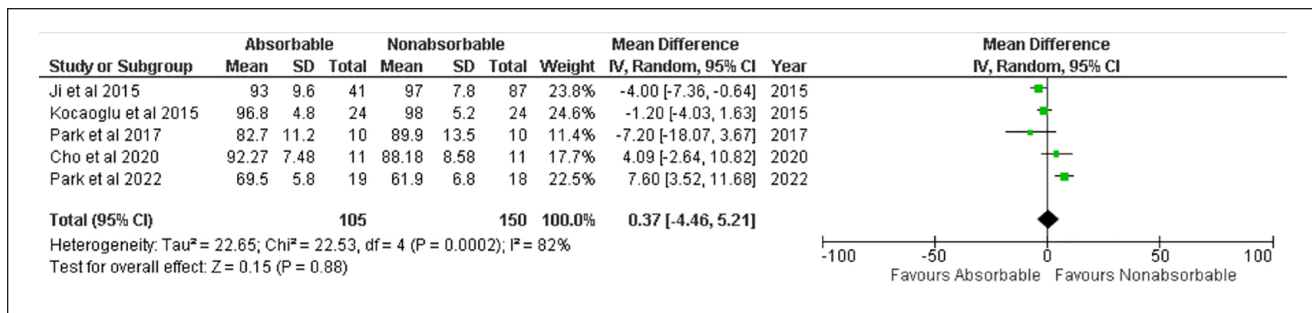 Absorbable Nonabsorbable Mean Difference Mean Difference
Study or Subgroup Mean SD Total Mean SD Total Weight IV, Random, 95% CI Year IV, Random, 95% CI
Ji et al 2015 93 9.6 41 97 7.8 87 23.8% -4.00 [-7.36, -0.64] 2015
Kocaoglu et al 2015 96.8 4.8 24 98 5.2 24 24.6% -1.20 [-4.03, 1.63] 2015
Park et al 2017 82.7 11.2 10 89.9 13.5 10 11.4% -7.20 [-18.07, 3.67] 2017
Cho et al 2020 92.27 7.48 11 88.18 8.58 11 17.7% 4.09 [-2.64, 10.82] 2020
Park et al 2022 69.5 5.8 19 61.9 6.8 18 22.5% 7.60 [3.52, 11.68] 2022
Total (95% CI) 105 150 100.0% 0.37 [-4.46, 5.21]
Heterogeneity: Tau² = 22.65; Chi² = 22.53, df = 4 (P = 0.0002); I² = 82%
Test for overall effect: Z = 0.15 (P = 0.88)
-100 -50 0 50 100
Favours Absorbable Favours Nonabsorbable